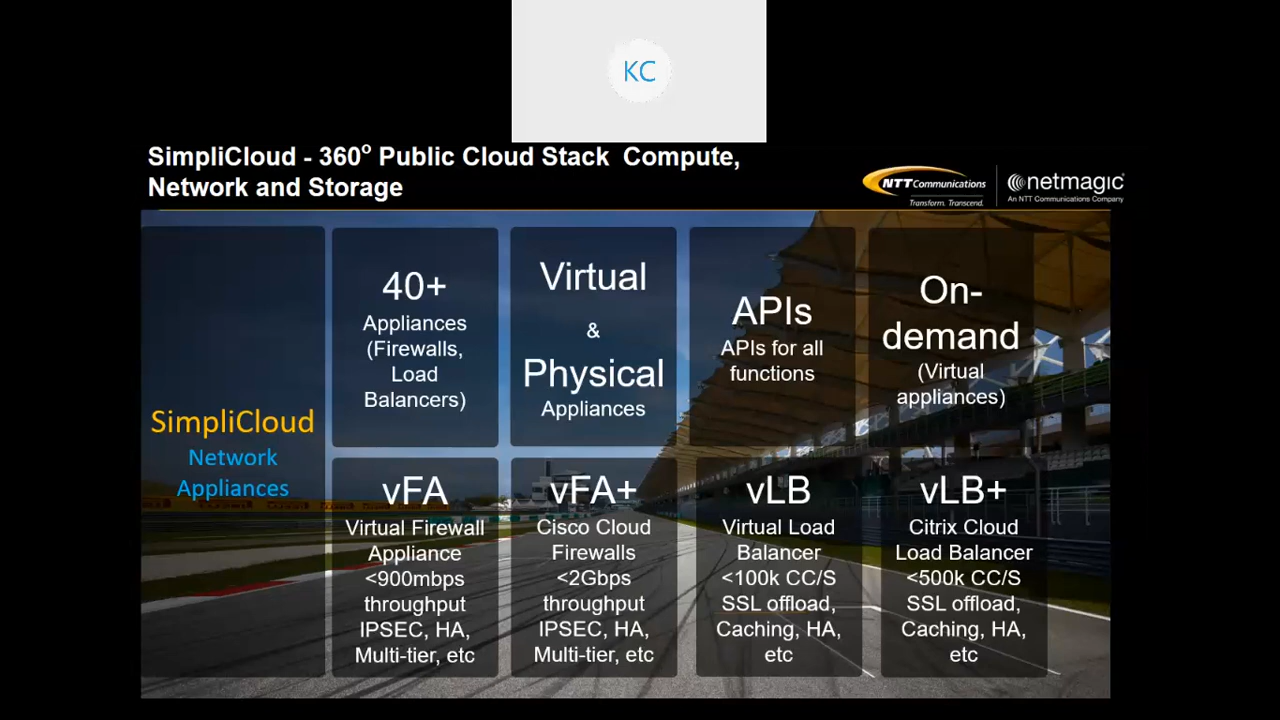 KC
SimpliCloud - 360° Public Cloud Stack Compute,
Network and Storage
NTT Communications
Transform. Transcend.
netmagic
An NTT Communications Company
SimpliCloud
Network
Appliances
40+
Appliances
(Firewalls,
Load
Balancers)
Virtual
&
Physical
Appliances
APIs
APIs for all
functions
On-
demand
(Virtual
appliances)
vFA
Virtual Firewall
Appliance
<900mbps
throughput
IPSEC, HA,
Multi-tier, etc
vFA+
Cisco Cloud
Firewalls
<2Gbps
throughput
IPSEC, HA,
Multi-tier, etc
vLB
Virtual Load
Balancer
<100k CC/S
SSL offload,
Caching, HA,
etc
vLB+
Citrix Cloud
Load Balancer
<500k CC/S
SSL offload,
Caching, HA,
etc